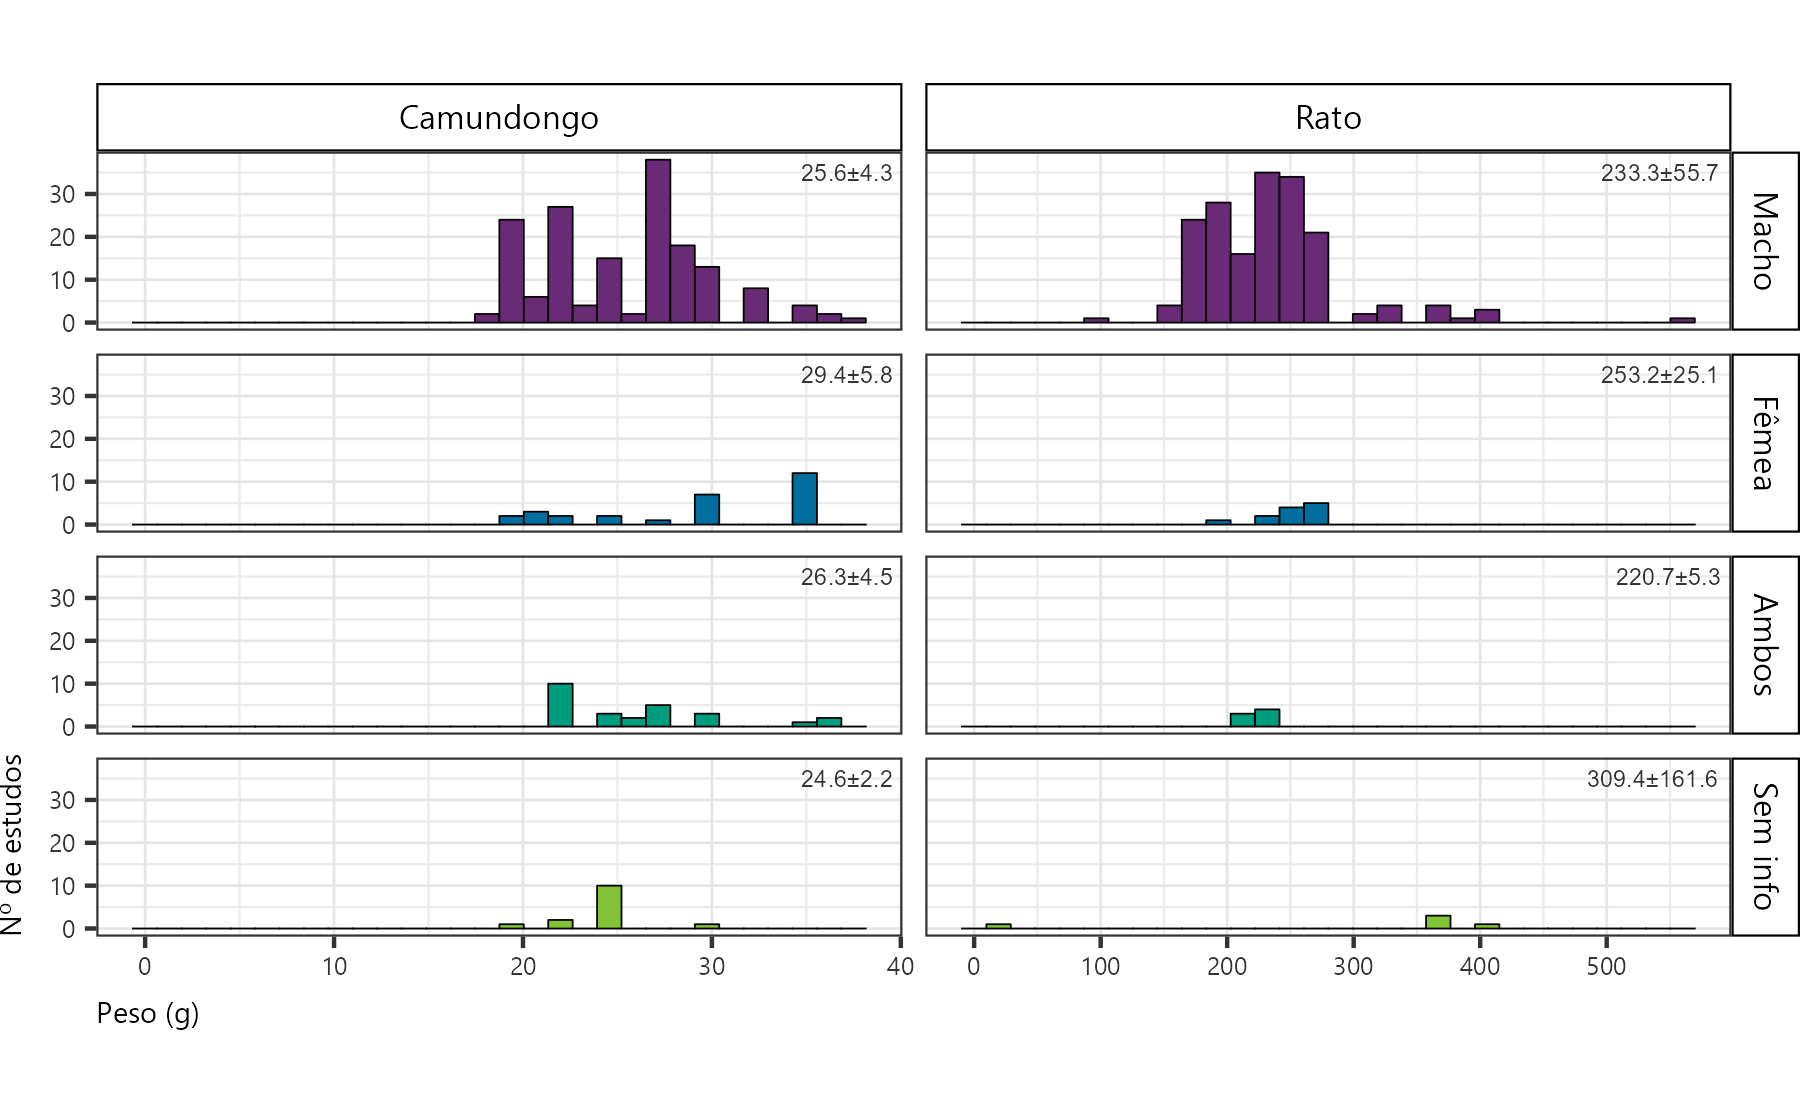 Camundongo
Rato
30
20
10
0
25.6±4.3
233.3±55.7
Macho
30
20
10
0
29.4±5.8
253.2±25.1
Fêmea
30
20
10
0
26.3±4.5
220.7±5.3
Ambos
30
20
10
0
24.6±2.2
309.4±161.6
Sem info
Nº de estudos
0 10 20 30 40
0 100 200 300 400 500
Peso (g)